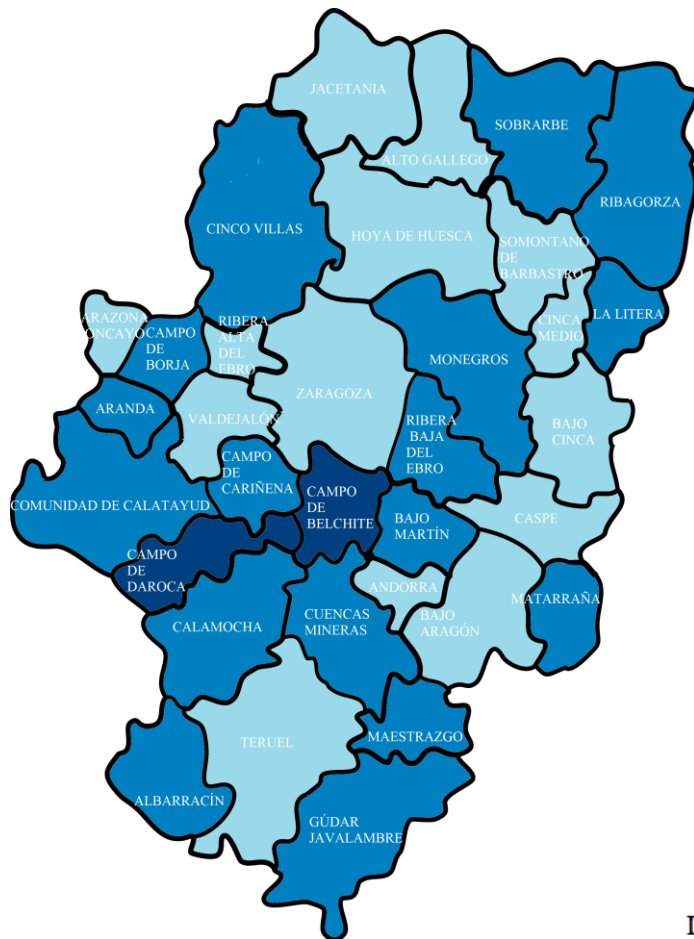 JACETANIA
ALTO GALLEGO
SOBRARBE
RIBAGORZA
CINCO VILLAS
HOYA DE HUESCA
SOMONTANO
DE
BARBASTRO
ARAZONA
ONCAYO
CAMPO
DE
BORJA
RIBERA
ALTA
DEL
EBRO
CINCA
MEDIO
LA LITERA
MONEGROS
ARANDA
VALDEJALÓN
ZARAGOZA
RIBERA
BAJA
DEL
EBRO
BAJO
CINCA
CAMPO
DE
CARIÑENA
COMUNIDAD DE CALATAYUD
CAMPO
DE
BELCHITE
BAJO
MARTÍN
CASPE
CAMPO
DE
DAROCA
ANDORRA
MATARRAÑA
CALAMOCHA
CUENCAS
MINERAS
BAJO
ARAGÓN
TERUEL
MAESTRAZGO
ALBARRACÍN
GÚDAR
JAVALAMBRE